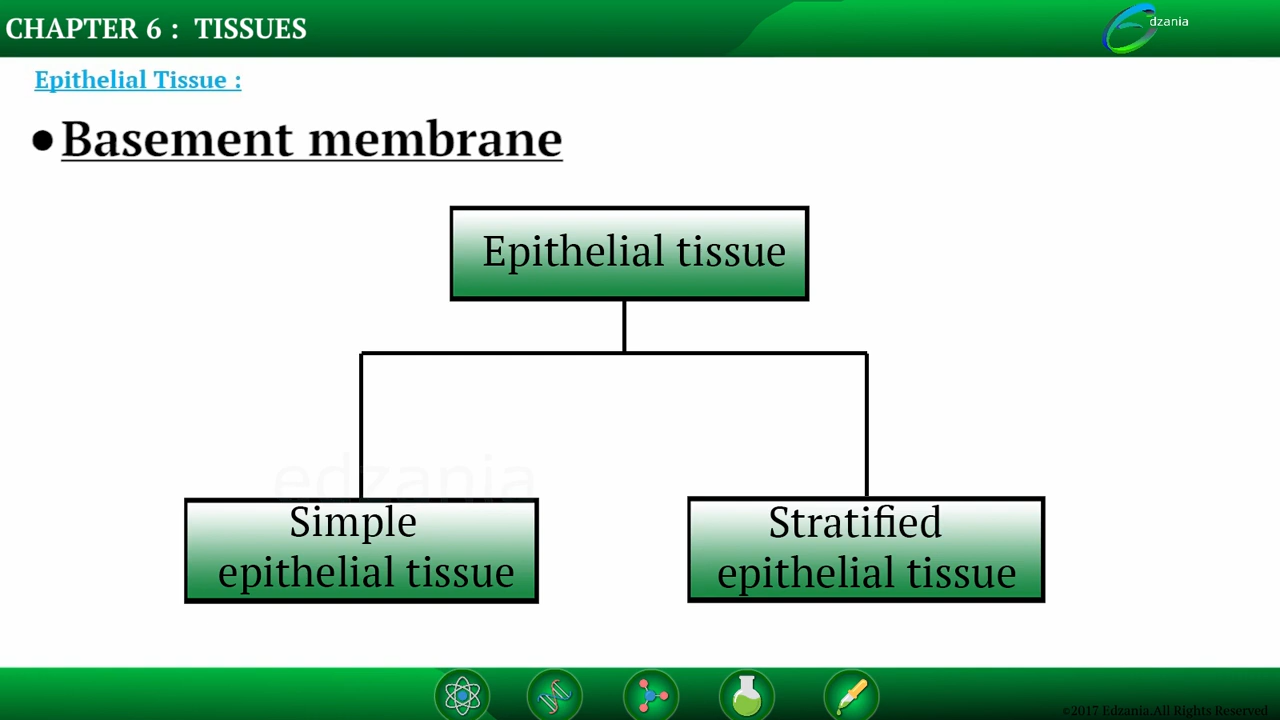 CHAPTER 6 : TISSUES
dzania
Epithelial Tissue :
•Basement membrane
Epithelial tissue
edzania
Simple
epithelial tissue
Stratified
epithelial tissue
©2017 Edzania.All Rights Reserved